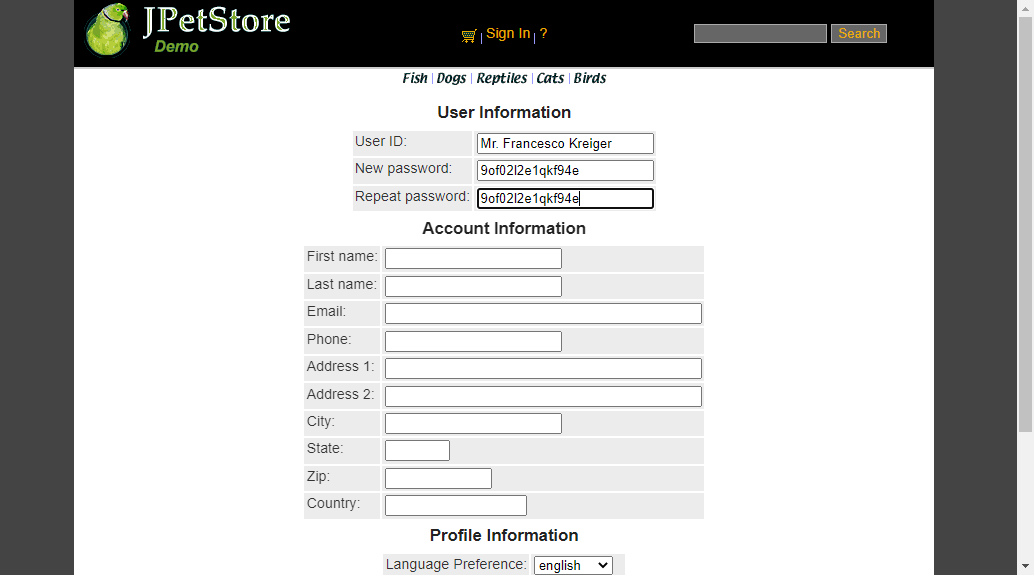 JPetStore
Demo
Sign In | ?
Search
Fish | Dogs | Reptiles | Cats | Birds
User Information
User ID: Mr. Francesco Kreiger
New password: 9of02l2e1qkf94e
Repeat password: 9of02l2e1qkf94e
Account Information
First name:
Last name:
Email:
Phone:
Address 1:
Address 2:
City:
State:
Zip:
Country:
Profile Information
Language Preference: english